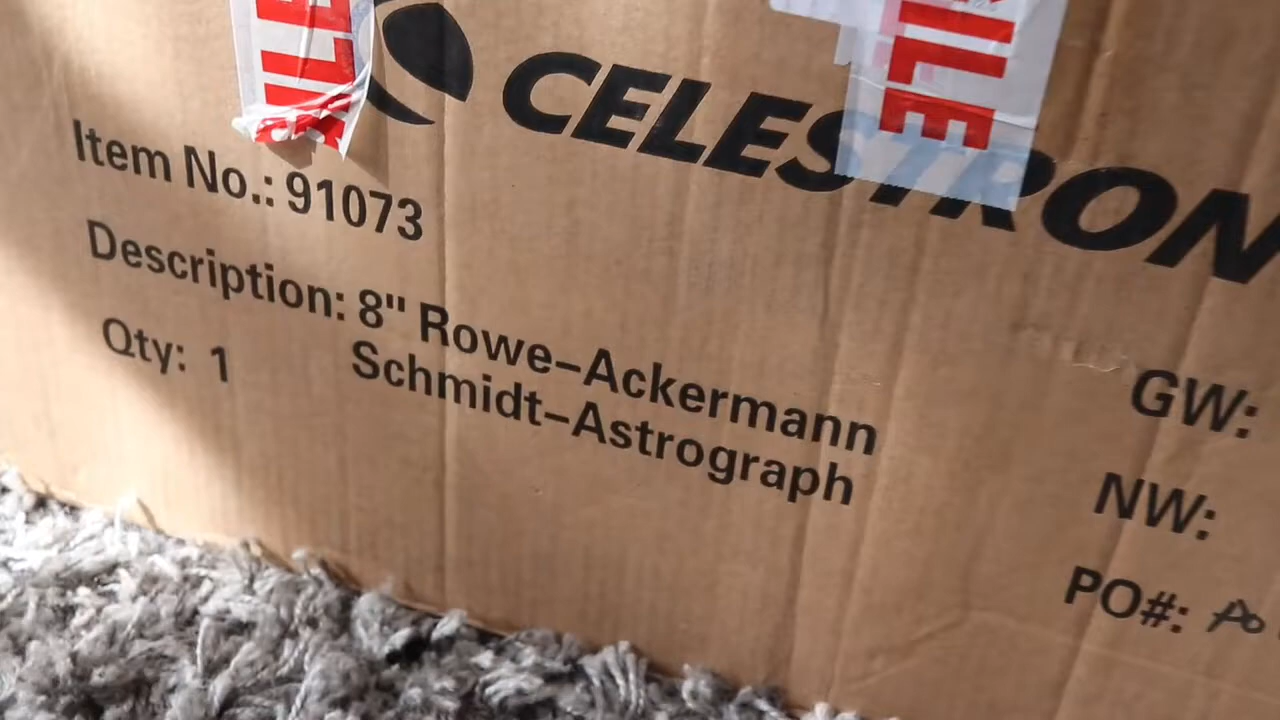 CELESTRON
Item No.: 91073
Description: 8" Rowe–Ackermann
Schmidt–Astrograph
Qty: 1
GW:
NW:
PO#: